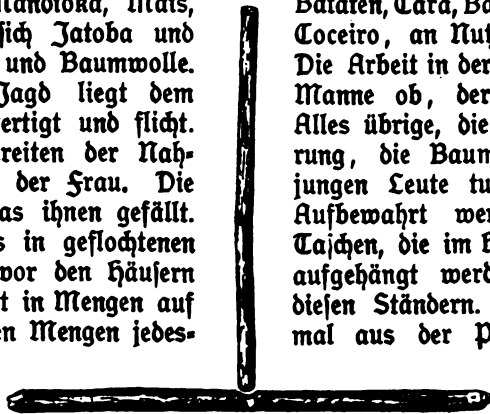 Mandioka, Mais, Bataten, Cara, Ba
sich Jatoba und Coceiro, an Nutz
und Baumwolle. Die Arbeit in der
Jagd liegt dem Manne ob, der
ertigt und flicht. Alles übrige, die
reiten der Nah- rung, die Baum
der Frau. Die jungen Leute tu
as ihnen gefällt. Aufbewahrt wer
s in geflochtenen Taschen, die im
vor den Häusern aufgehängt werd
t in Mengen auf diesen Ständern.
en Mengen jedes- mal aus der P